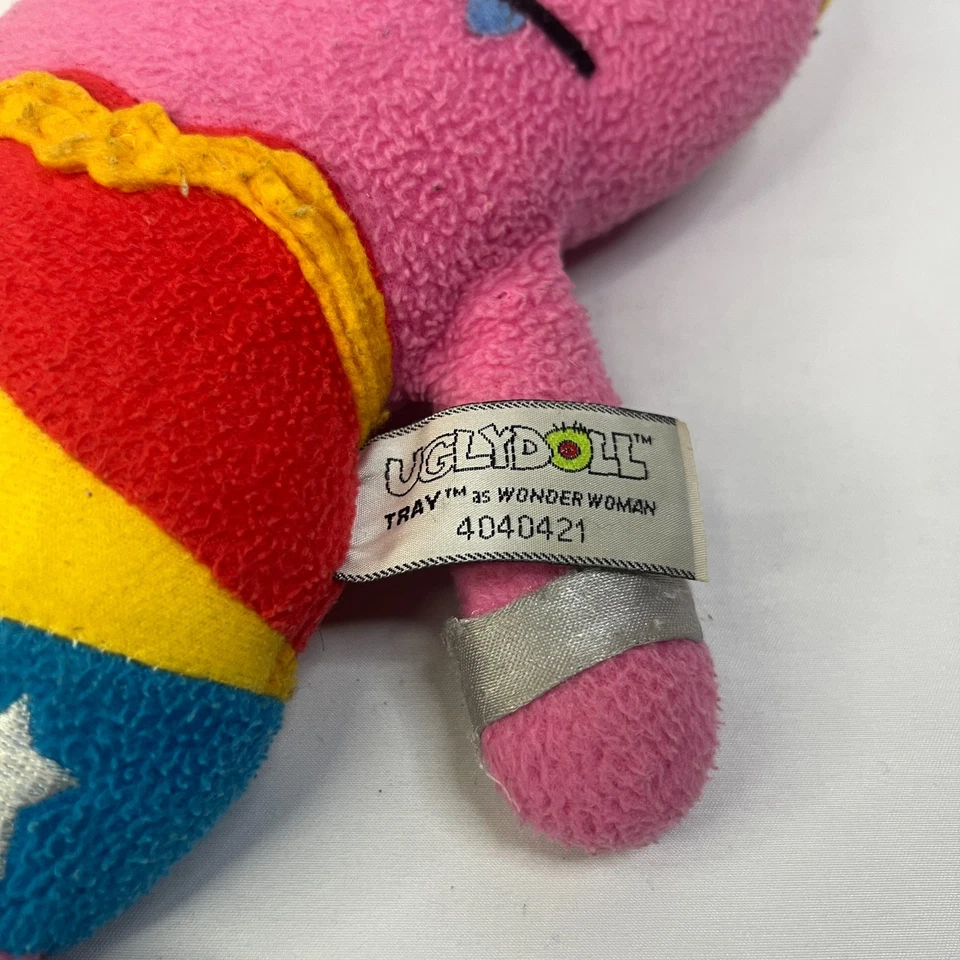 UGLYDOLL™
TRAY™ as WONDER WOMAN
4040421